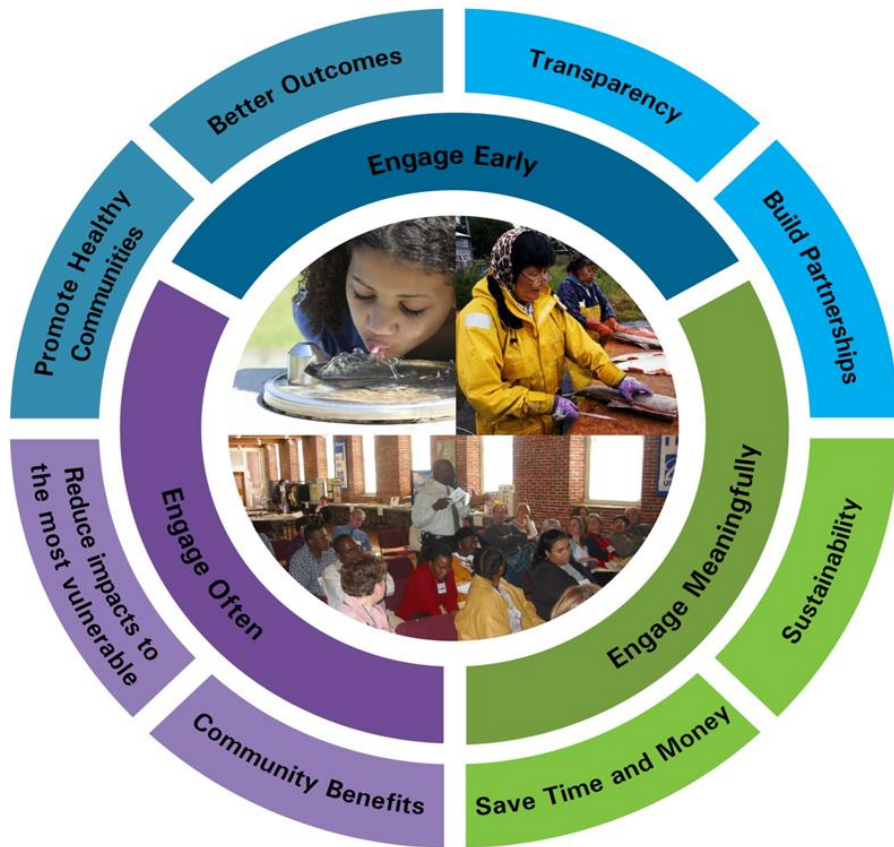 Better Outcomes
Transparency
Engage Early
Promote Healthy
Communities
Build Partnerships
Engage Often
Engage Meaningfully
Reduce impacts to
the most vulnerable
Sustainability
Community Benefits
Save Time and Money